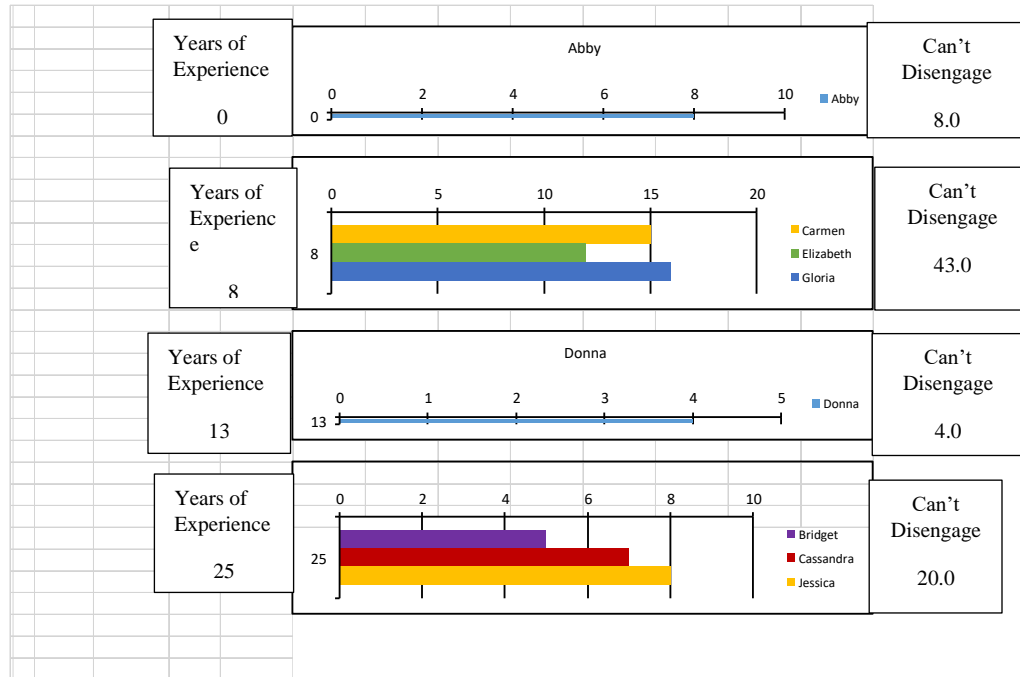 Years of
Experience
0
Abby
0 2 4 6 8 10
0
Abby
Can't
Disengage
8.0
Years of
Experienc
e
8
0 5 10 15 20
8
Carmen
Elizabeth
Gloria
Can't
Disengage
43.0
Years of
Experience
13
Donna
0 1 2 3 4 5
13
Donna
Can't
Disengage
4.0
Years of
Experience
25
0 2 4 6 8 10
25
Bridget
Cassandra
Jessica
Can't
Disengage
20.0